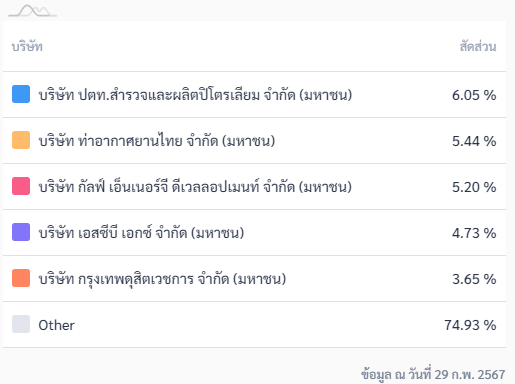 บริษัท สัดส่วน
บริษัท ปตท.สำรวจและผลิตปิโตรเลียม จำกัด (มหาชน) 6.05 %
บริษัท ท่าอากาศยานไทย จำกัด (มหาชน) 5.44 %
บริษัท กัลฟ์ เอ็นเนอร์จี ดีเวลลอปเมนท์ จำกัด (มหาชน) 5.20 %
บริษัท เอสซีบี เอกซ์ จำกัด (มหาชน) 4.73 %
บริษัท กรุงเทพดุสิตเวชการ จำกัด (มหาชน) 3.65 %
Other 74.93 %
ข้อมูล ณ วันที่ 29 ก.พ. 2567